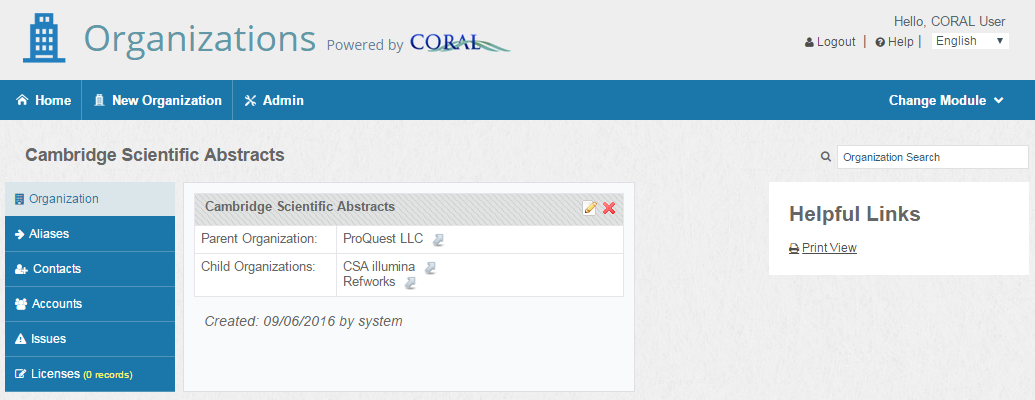 Organizations Powered by CORAL
Hello, CORAL User
Logout | Help | English
Home New Organization Admin Change Module
Cambridge Scientific Abstracts
Organization Search
Organization
Aliases
Contacts
Accounts
Issues
Licenses (0 records)
Cambridge Scientific Abstracts
Parent Organization: ProQuest LLC
Child Organizations: CSA illumina
Refworks
Created: 09/06/2016 by system
Helpful Links
Print View